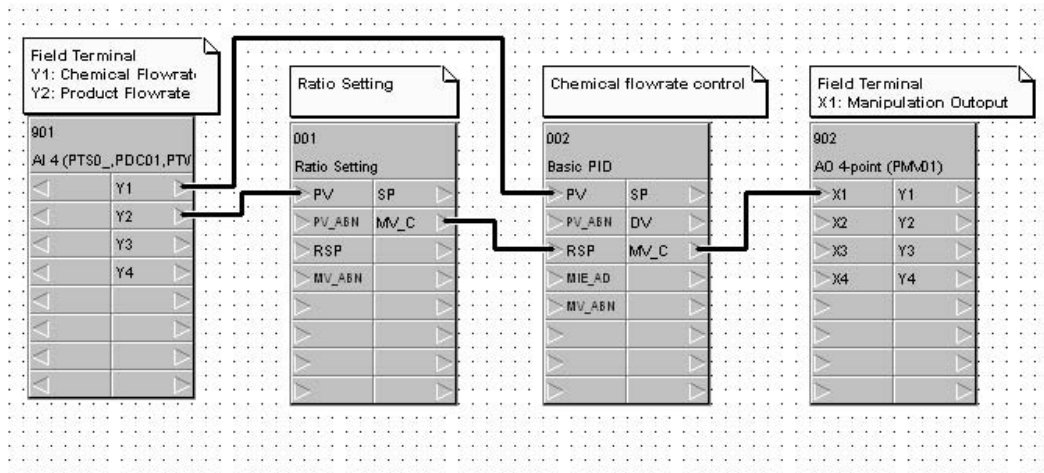 Field Terminal
Y1: Chemical Flowrat
Y2: Product Flowrate
901
AI 4 (PTS0_,PDC01,PTV
Y1
Y2
Y3
Y4
Ratio Setting
001
Ratio Setting
PV SP
PV_ABN MV_C
RSP
MV_ABN
Chemical flowrate control
002
Basic PID
PV SP
PV_ABN DV
RSP MV_C
MIE_AD
MV_ABN
Field Terminal
X1: Manipulation Outoput
902
AO 4-point (PMV01)
X1 Y1
X2 Y2
X3 Y3
X4 Y4